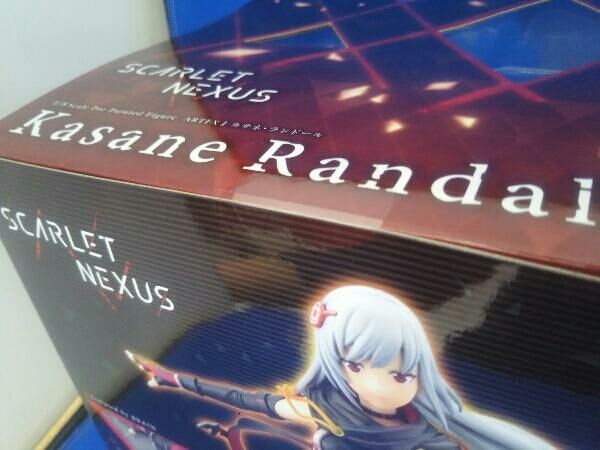 SCARLET
NEXUS
1/8 Scale Pre-Painted Figure ARTFX J カサネ・ランドール
Kasane Randal
SCARLET
NEXUS